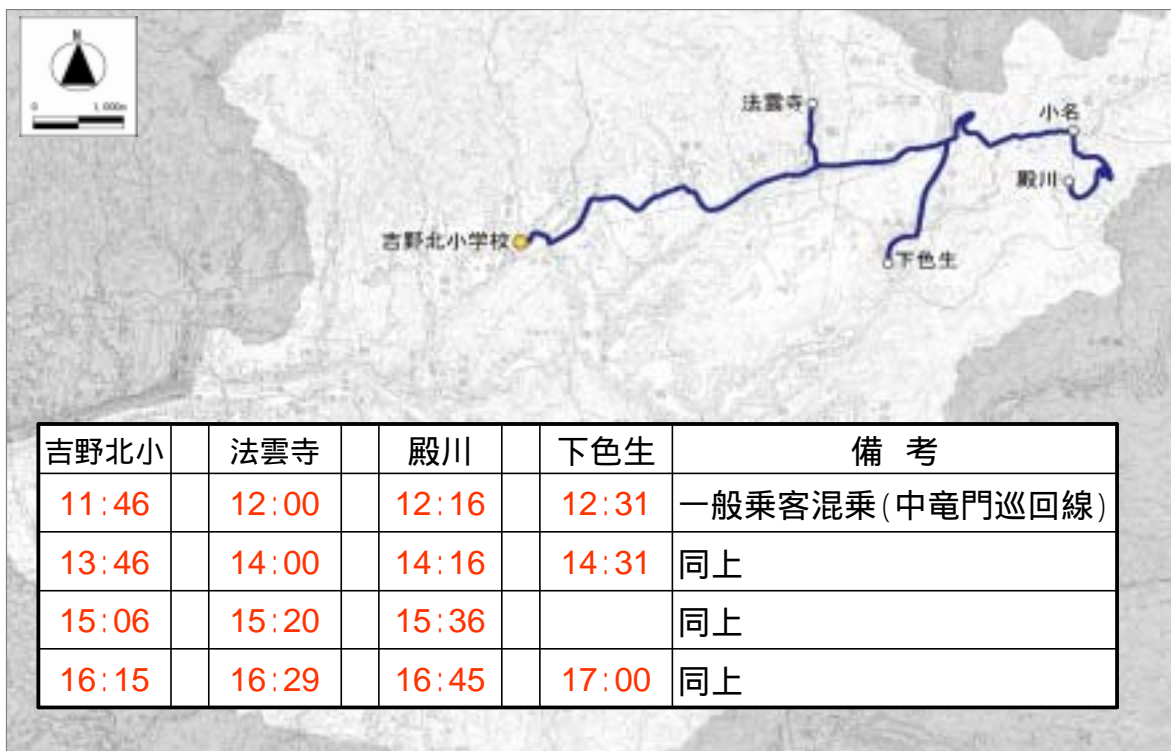 N
0 1,000m
法雲寺
小名
殿川
吉野北小学校
下色生
吉野北小 法雲寺 殿川 下色生 備 考
11:46 12:00 12:16 12:31 一般乗客混乗(中竜門巡回線)
13:46 14:00 14:16 14:31 同上
15:06 15:20 15:36 同上
16:15 16:29 16:45 17:00 同上